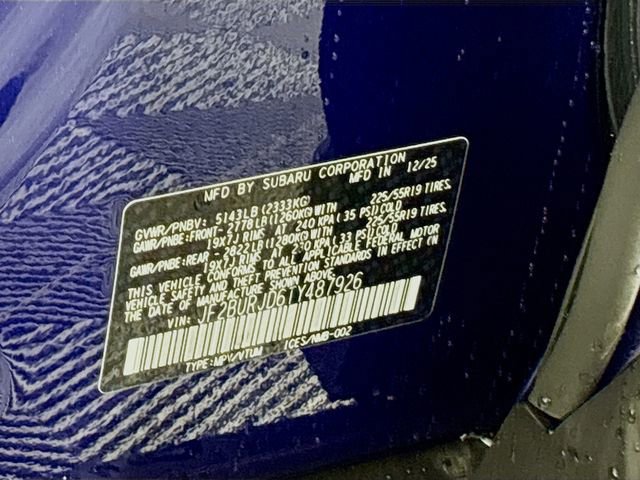 MFD BY SUBARU CORPORATION
MFD IN 12/25
GVWR/PNBV: 5143LB (2333KG)
GAWR/PNBE: FRONT- 2778LB (1260KG) WITH 225/55R19 TIRES,
19X7J RIMS AT 240 KPA ( 35 PSI) COLD
GAWR/PNBE: REAR - 2822LB (1280KG) WITH 225/55R19 TIRES,
19X7J RIMS AT 230 KPA ( 33 PSI) COLD
THIS VEHICLE CONFORMS TO ALL APPLICABLE FEDERAL MOTOR
VEHICLE SAFETY, AND THEFT PREVENTION STANDARDS IN EFFECT ON
THE DATE OF MANUFACTURE SHOWN ABOVE.
VIN: JF2BURJD6TY487926
TYPE: MPV/VTUM ICES/NMB-002